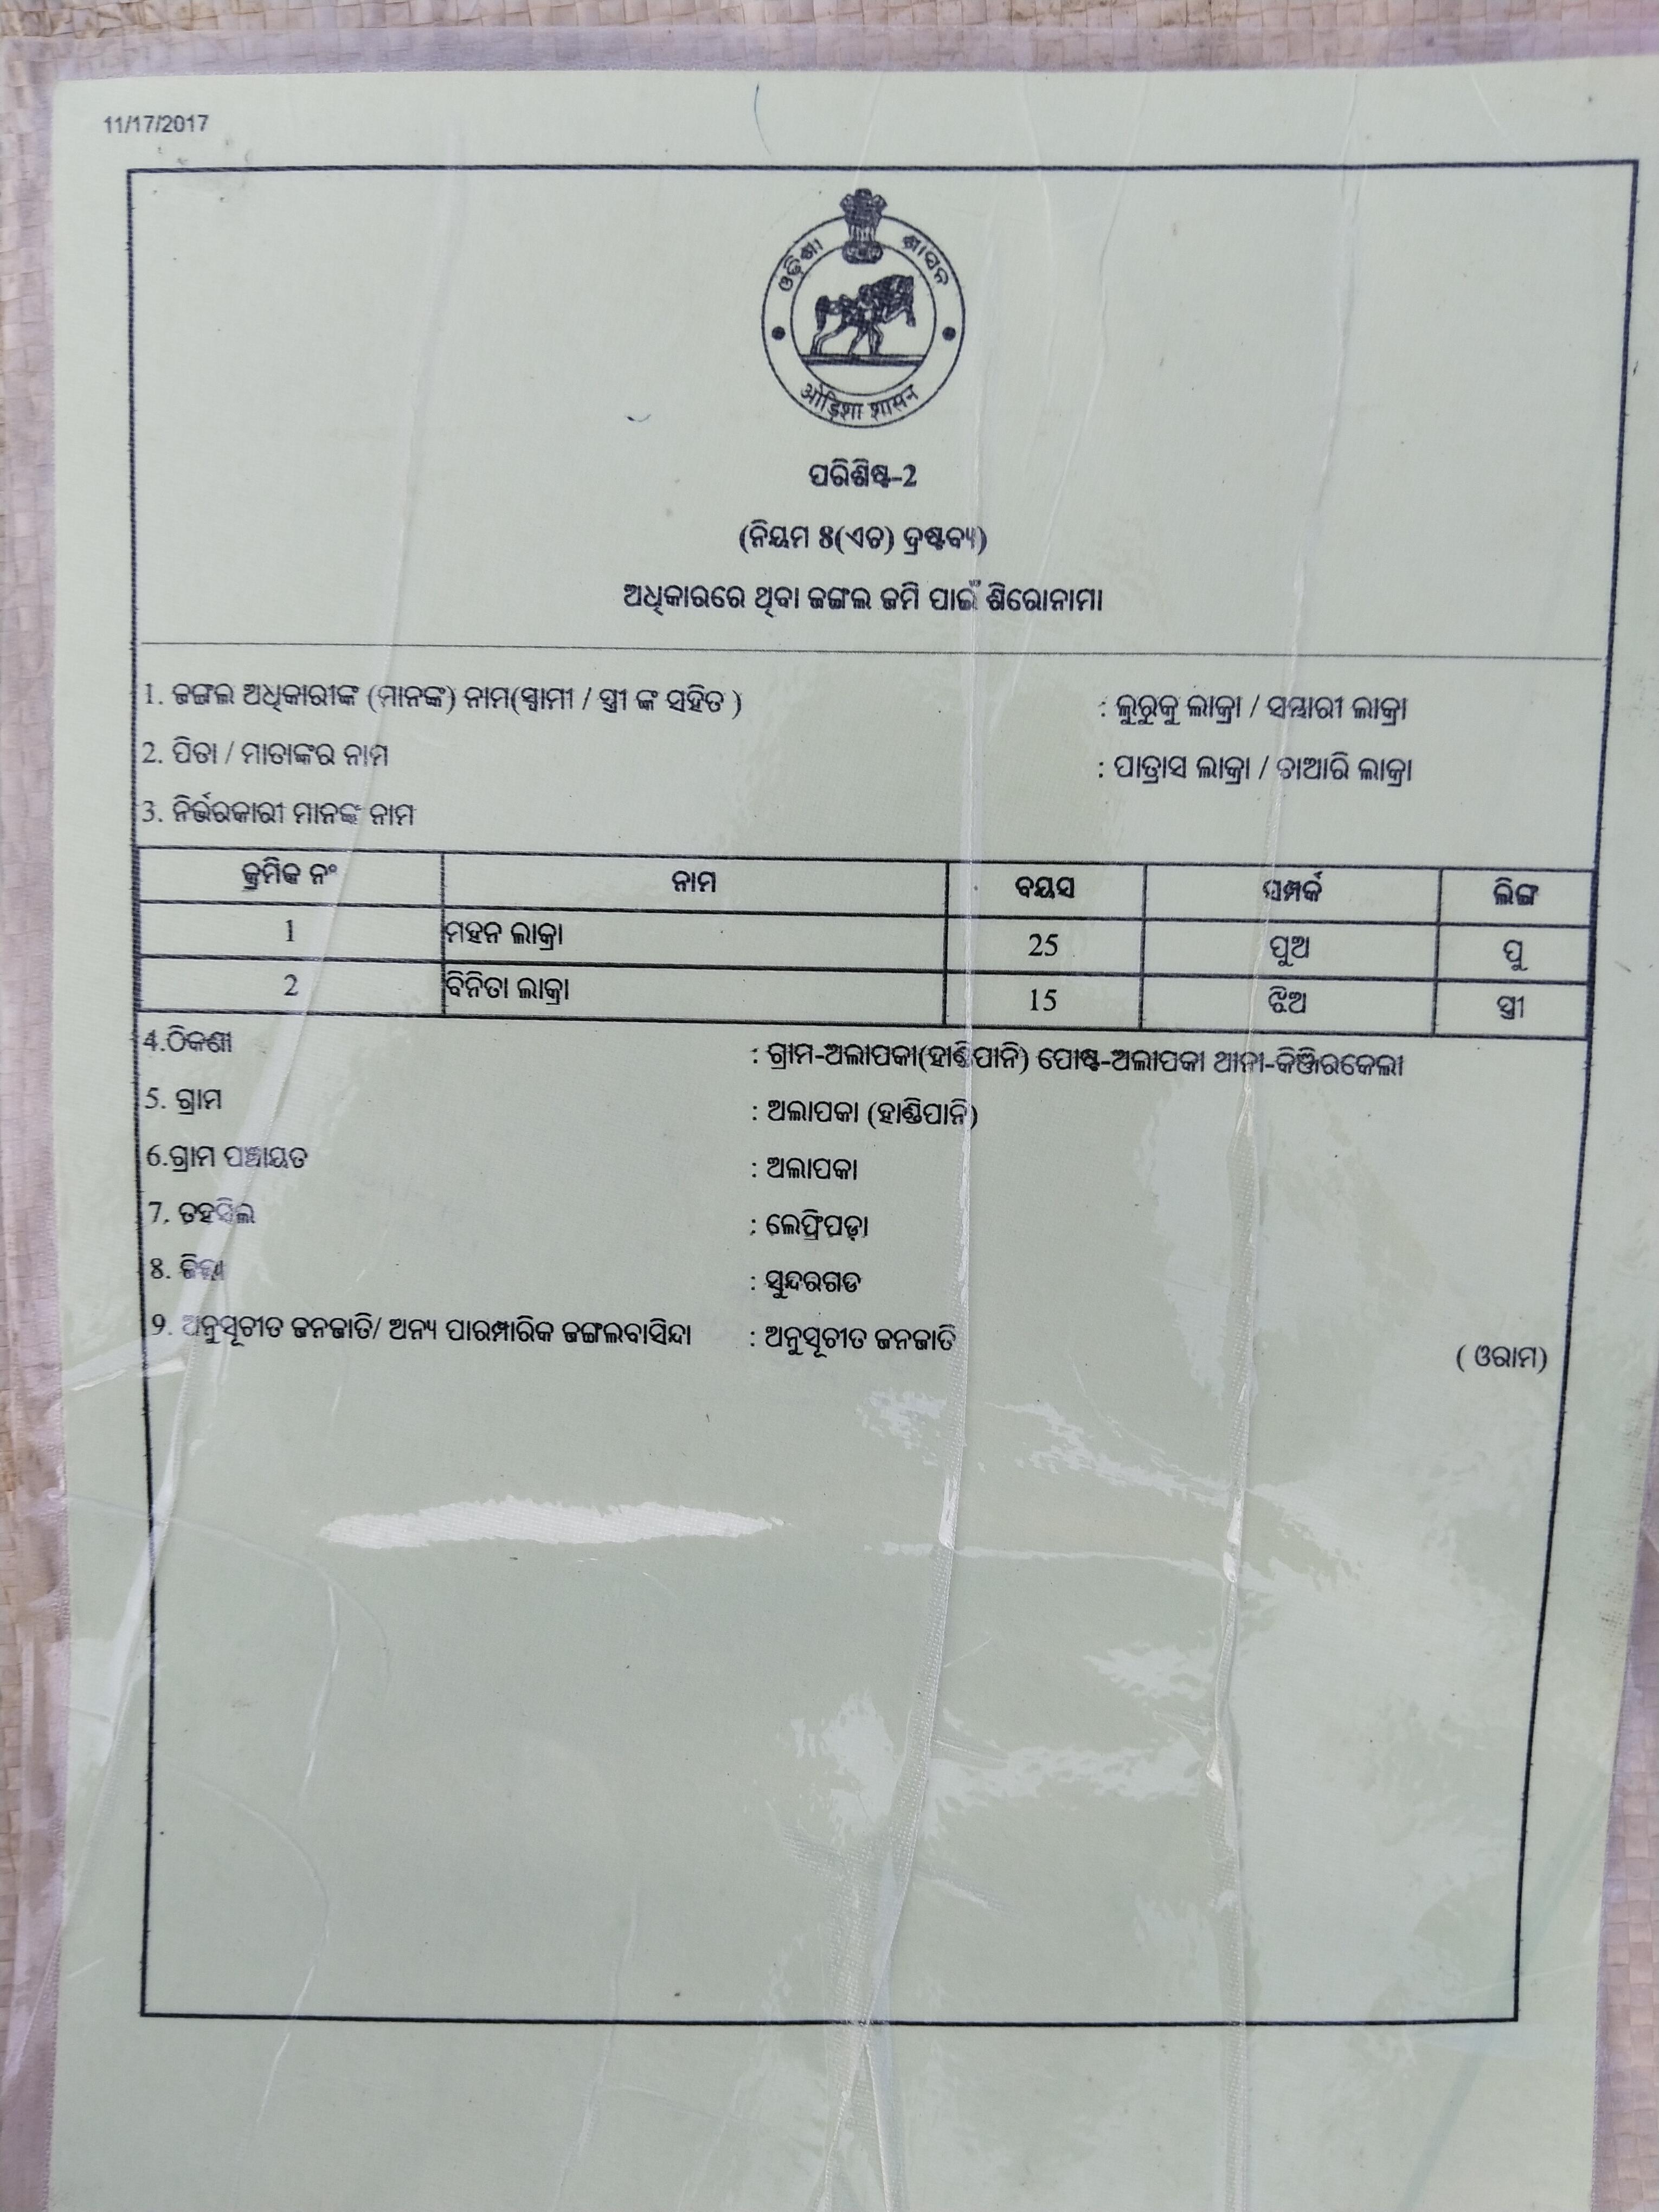 11/17/2017
ଓଡ଼ିଶା ଶାସନ
ओड़िशा शासन
ପରିଶିଷ୍ଟ-2
(ନିୟମ ୫(ଏଚ) ଦ୍ରଷ୍ଟବ୍ୟ)
ଅଧିକାରରେ ଥିବା ଜଙ୍ଗଲ ଜମି ପାଇଁ ଶିରୋନାମା
1. ଜଙ୍ଗଲ ଅଧିକାରୀଙ୍କ (ମାନଙ୍କ) ନାମ(ସ୍ୱାମୀ / ସ୍ତ୍ରୀ ଙ୍କ ସହିତ ) : ଲୁରୁକୁ ଲାକ୍ରା / ସମ୍ଭାରୀ ଲାକ୍ରା
2. ପିତା / ମାତାଙ୍କର ନାମ : ପାତ୍ରାସ ଲାକ୍ରା / ଚାଆରି ଲାକ୍ରା
3. ନିର୍ଭରକାରୀ ମାନଙ୍କ ନାମ
କ୍ରମିକ ନଂ ନାମ ବୟସ ସମ୍ପର୍କ ଲିଙ୍ଗ
1 ମହନ ଲାକ୍ରା 25 ପୁଅ ପୁ
2 ବିନିତା ଲାକ୍ରା 15 ଝିଅ ସ୍ତ୍ରୀ
4.ଠିକଣା : ଗ୍ରାମ-ଅଲାପକା(ହାଣ୍ଡିପାନି) ପୋଷ୍ଟ-ଅଲାପକା ଥାନା-କିଞ୍ଜିରକେଲା
5. ଗ୍ରାମ : ଅଲାପକା (ହାଣ୍ଡିପାନି)
6.ଗ୍ରାମ ପଞ୍ଚାୟତ : ଅଲାପକା
7. ତହସିଲ : ଲେଫ୍ରିପଡ଼ା
8. ଜିଲ୍ଲା : ସୁନ୍ଦରଗଡ
9. ଅନୁସୂଚୀତ ଜନଜାତି/ ଅନ୍ୟ ପାରମ୍ପାରିକ ଜଙ୍ଗଲବାସିନ୍ଦା : ଅନୁସୂଚୀତ ଜନଜାତି ( ଓରାମ)